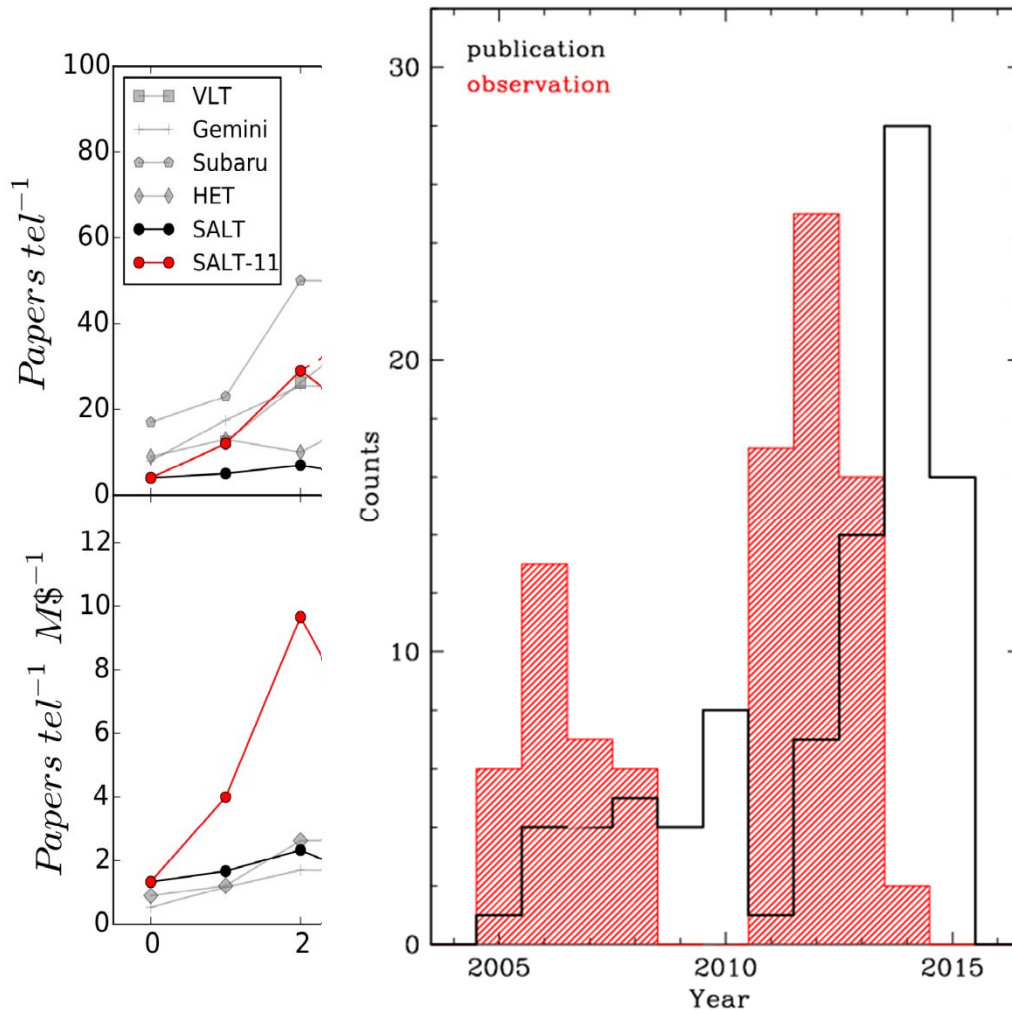 Papers tel⁻¹
100
80
60
40
20
0
VLT
Gemini
Subaru
HET
SALT
SALT-11
Papers tel⁻¹ M$⁻¹
12
10
8
6
4
2
0
0
2
publication
observation
Counts
30
20
10
0
2005
2010
2015
Year